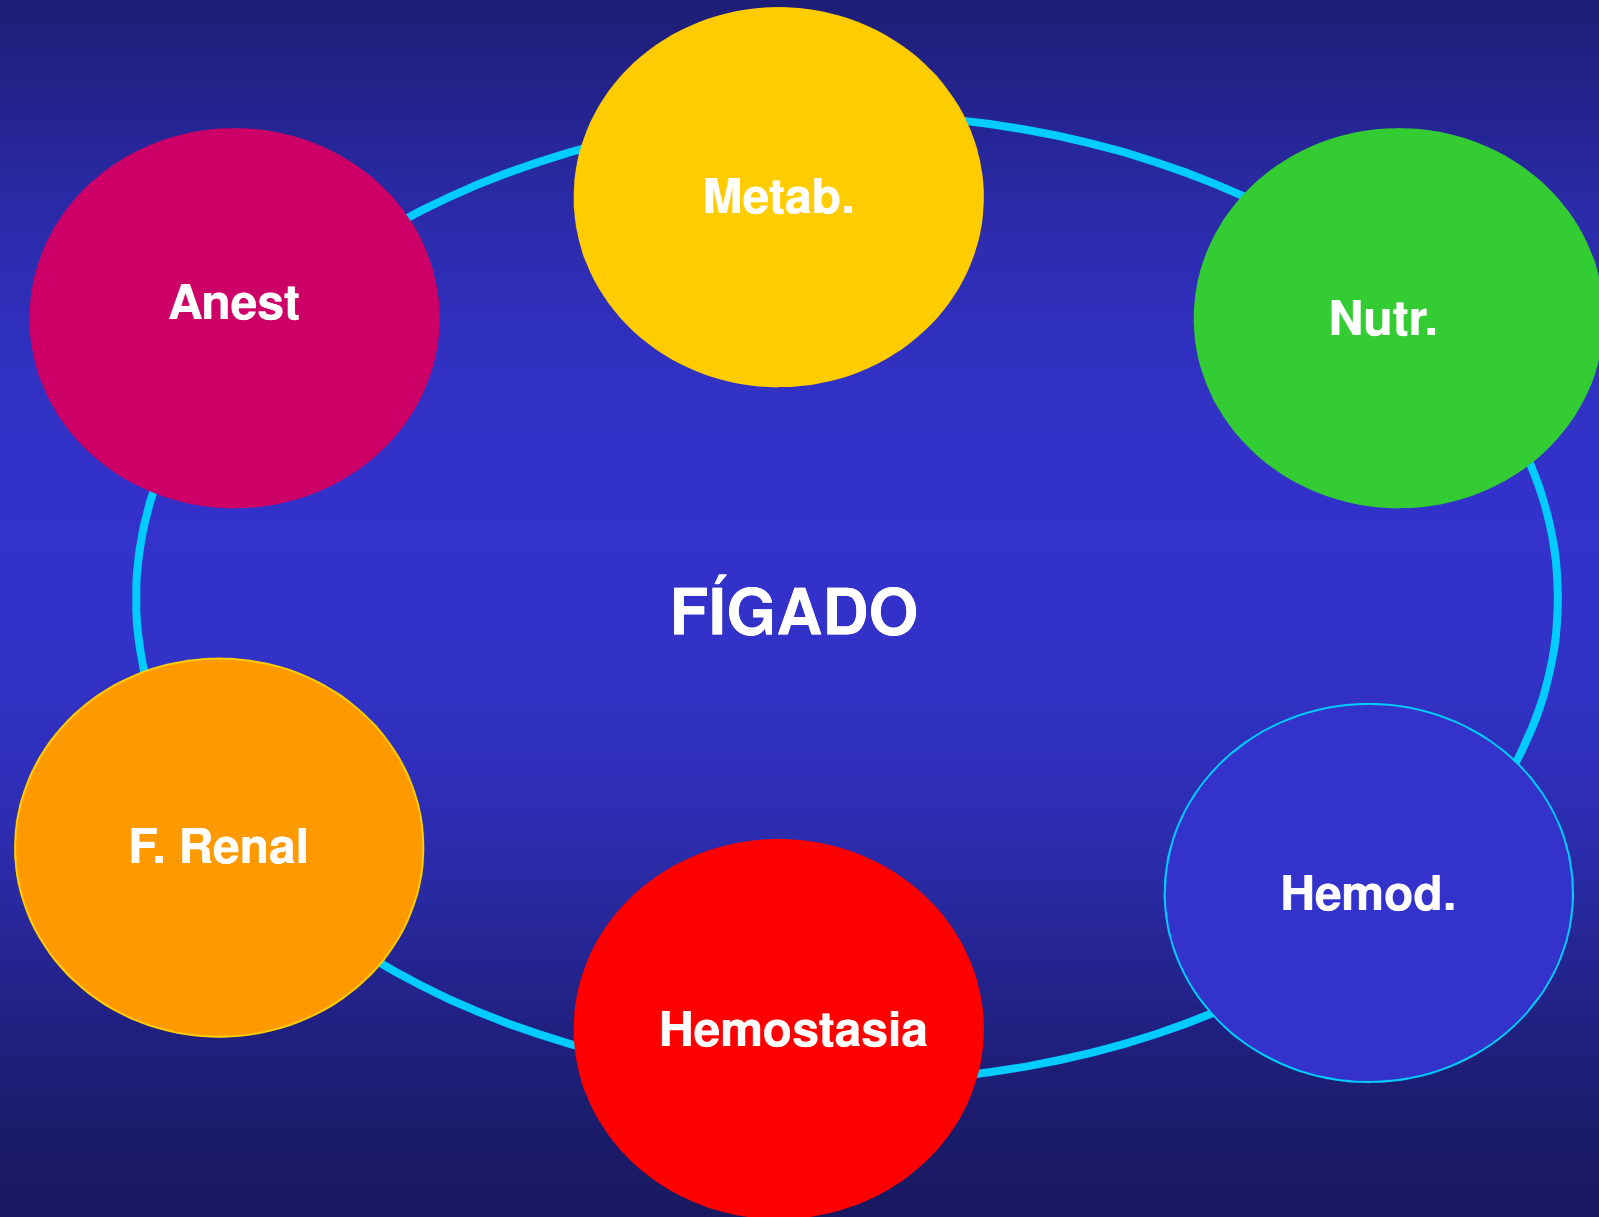 Metab.
Anest
Nutr.
FÍGADO
F. Renal
Hemod.
Hemostasia